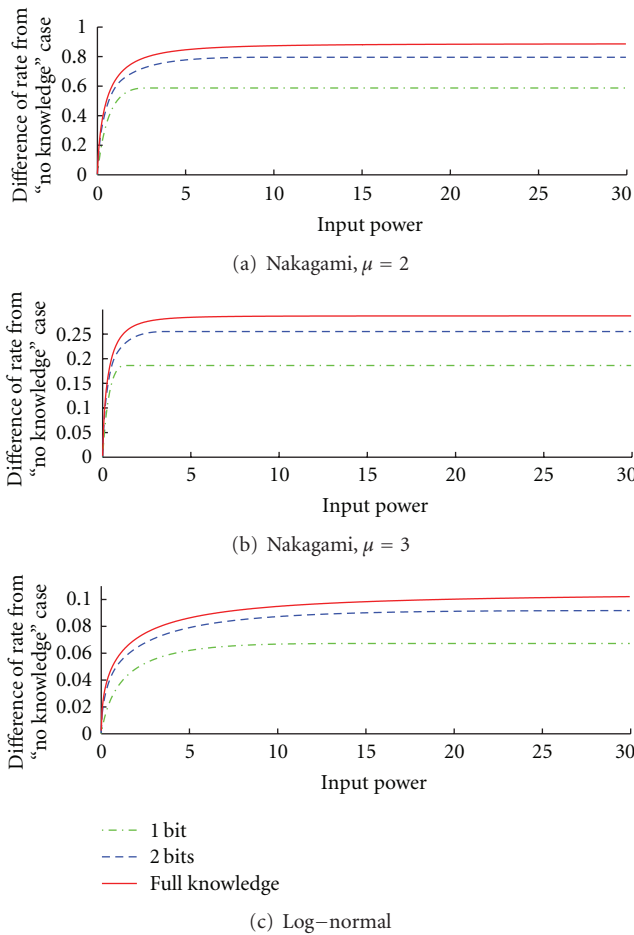 Difference of rate from
“no knowledge” case
1
0.8
0.6
0.4
0.2
0
0 5 10 15 20 25 30
Input power
(a) Nakagami, μ = 2
Difference of rate from
“no knowledge” case
0.25
0.2
0.15
0.1
0.05
0
0 5 10 15 20 25 30
Input power
(b) Nakagami, μ = 3
Difference of rate from
“no knowledge” case
0.1
0.08
0.06
0.04
0.02
0
0 5 10 15 20 25 30
Input power
1 bit
2 bits
Full knowledge
(c) Log−normal